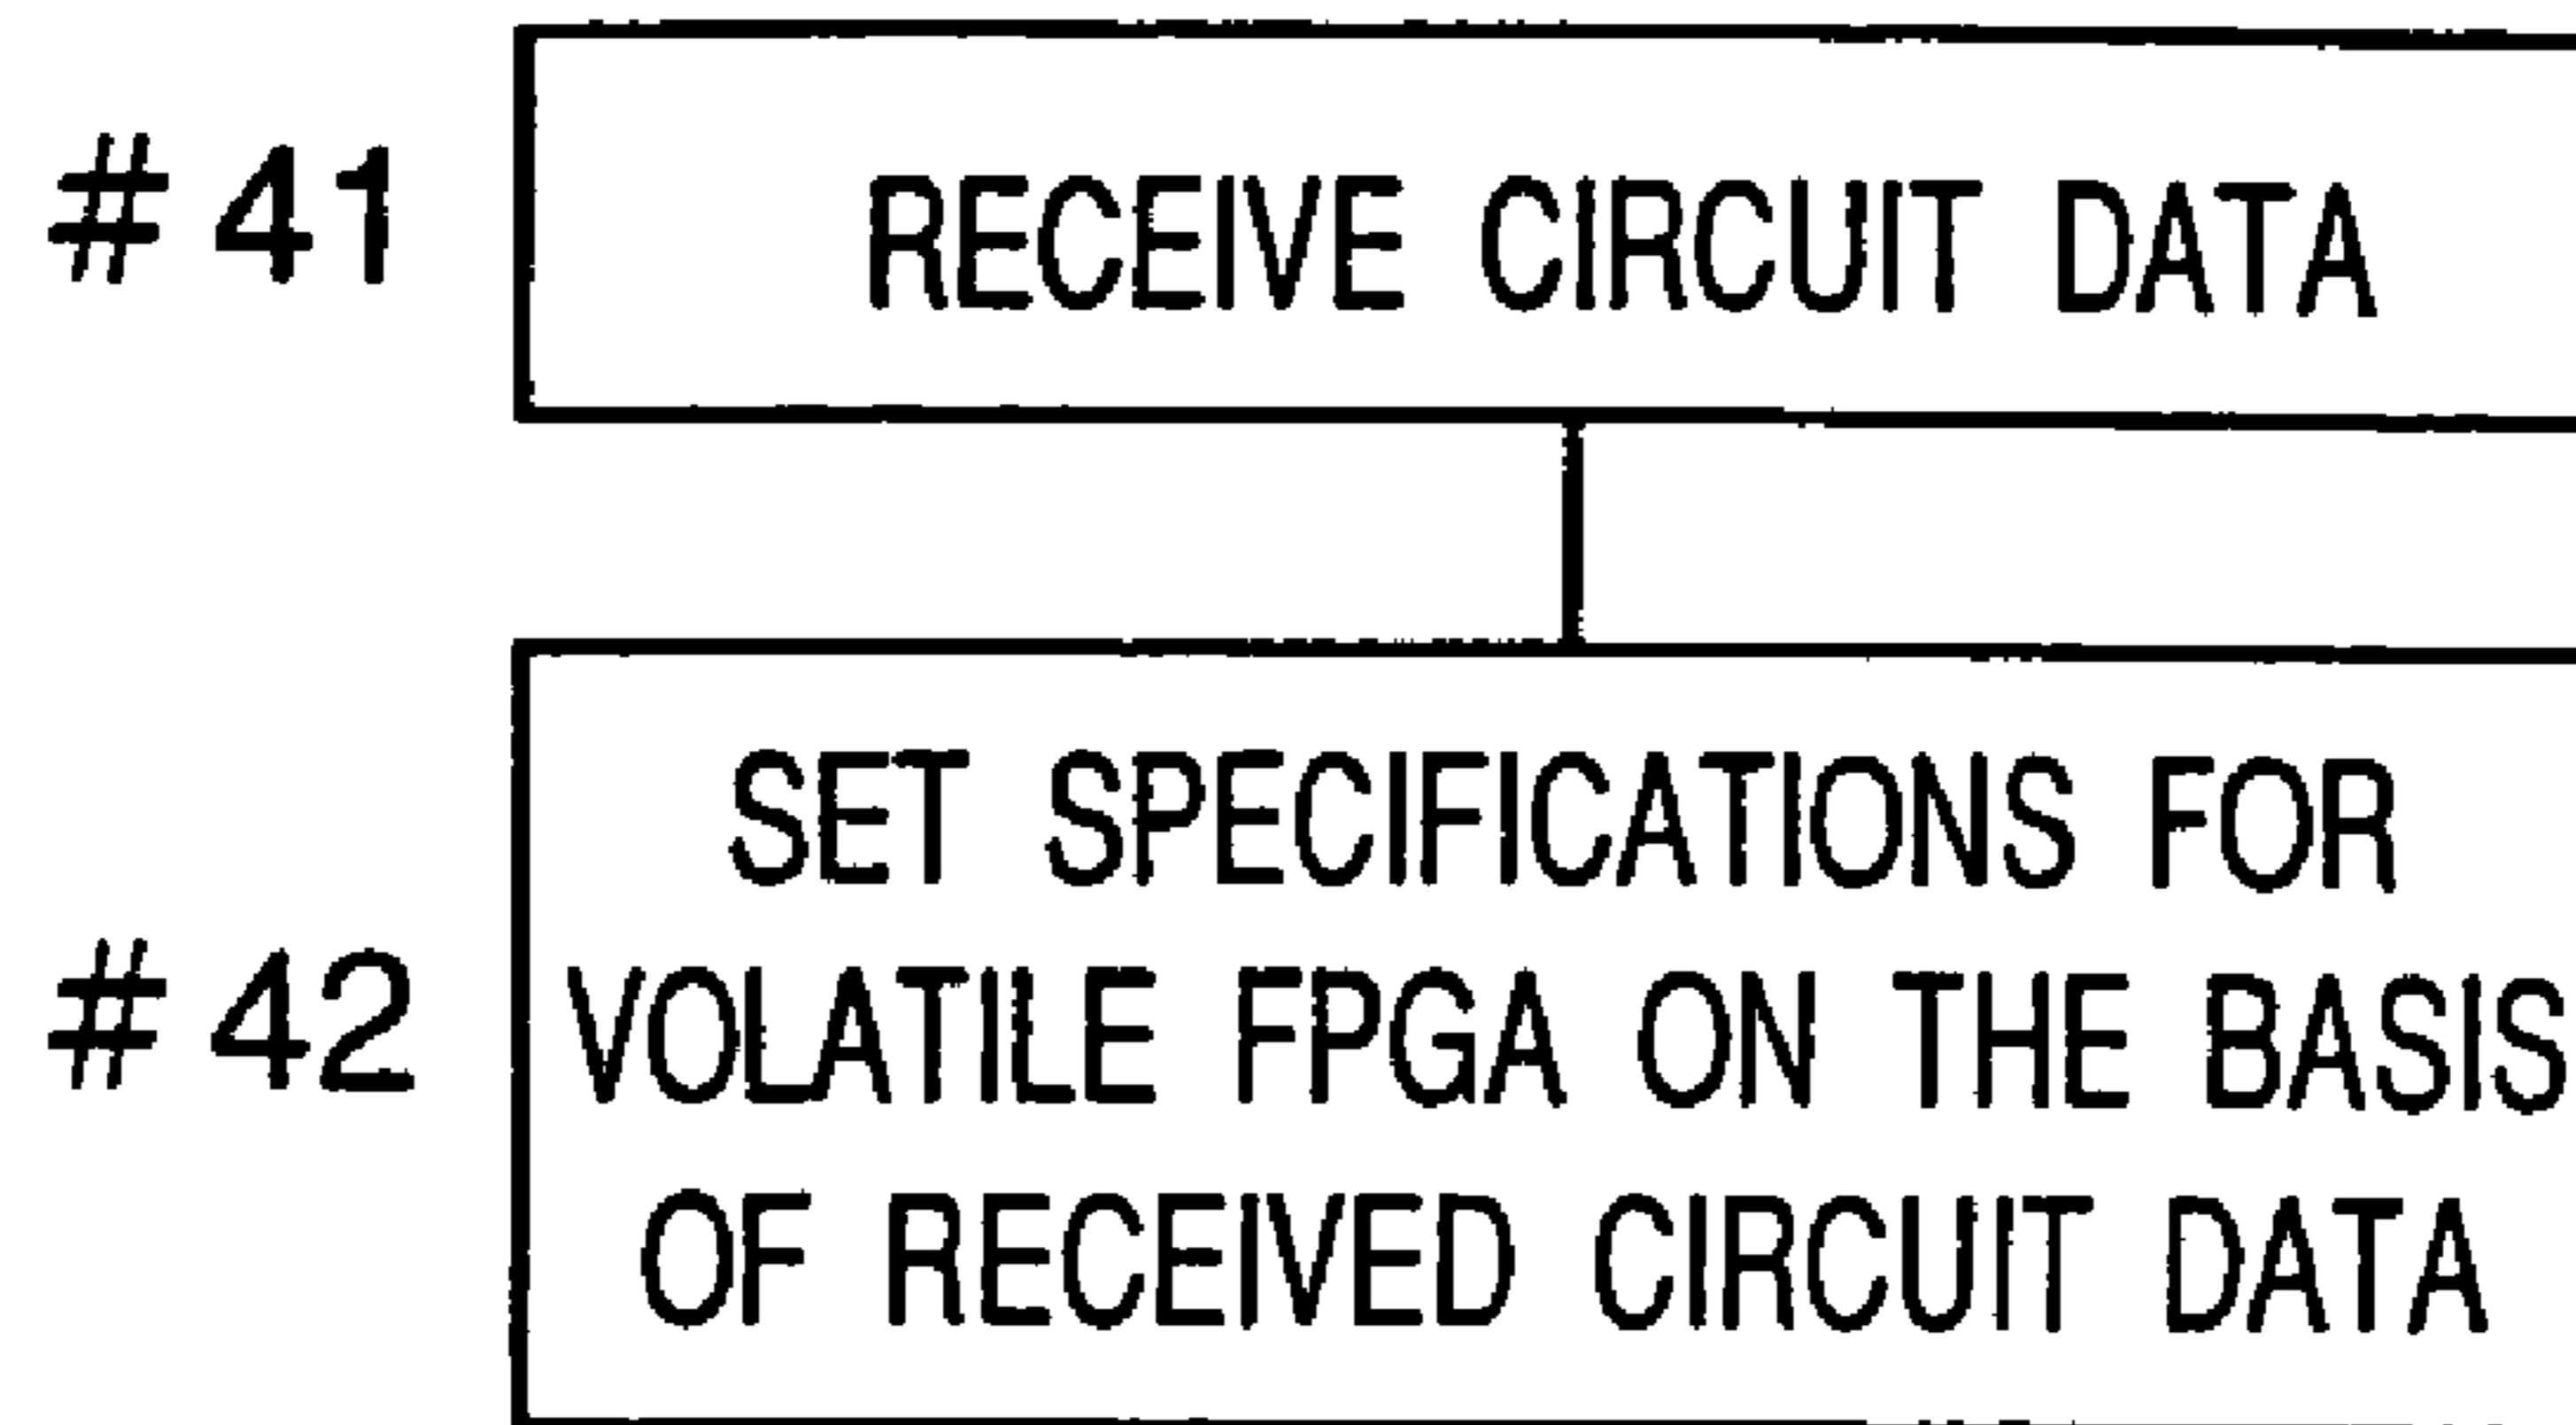 # 41
RECEIVE CIRCUIT DATA
# 42
SET SPECIFICATIONS FOR
VOLATILE FPGA ON THE BASIS
OF RECEIVED CIRCUIT DATA